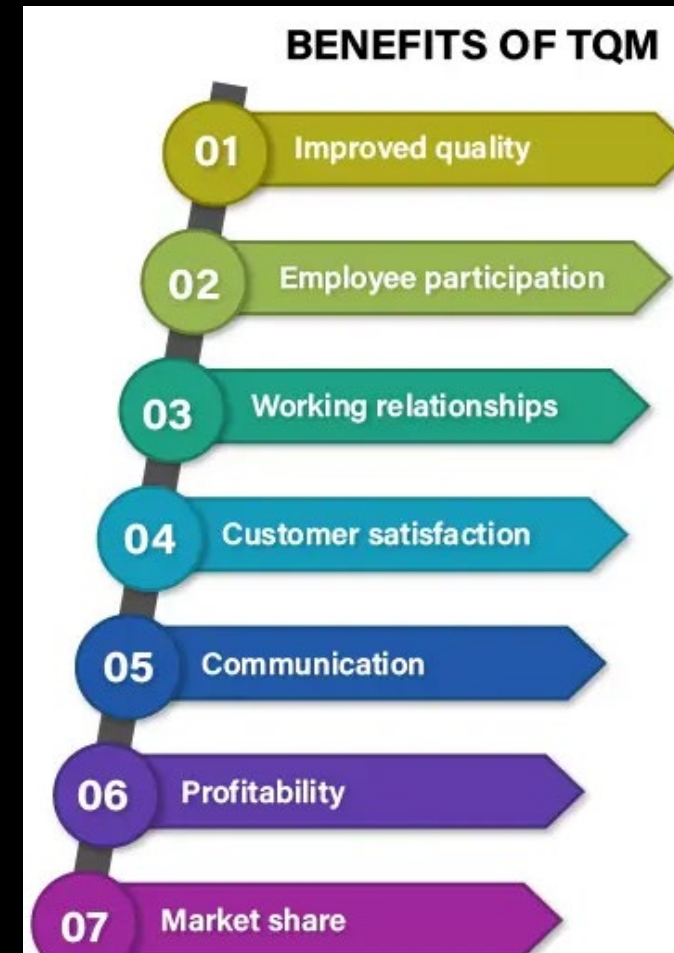 BENEFITS OF TQM
01 Improved quality
02 Employee participation
03 Working relationships
04 Customer satisfaction
05 Communication
06 Profitability
07 Market share